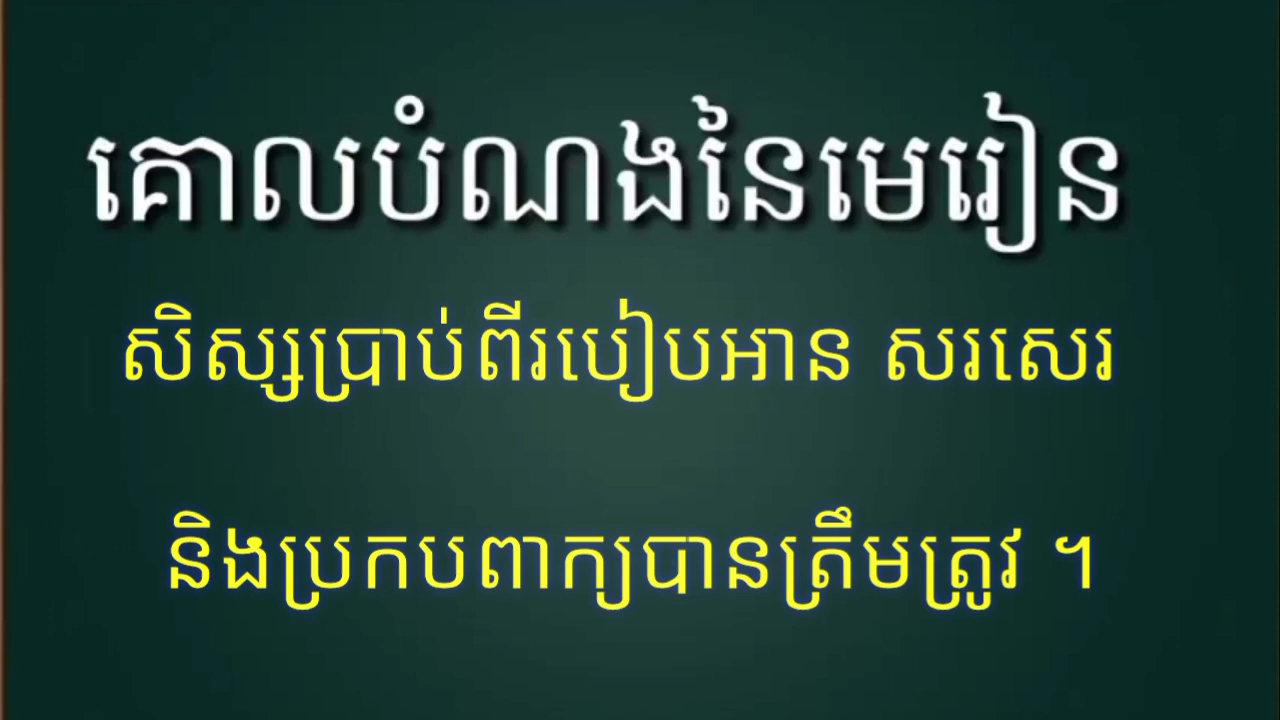 គោលបំណងនៃមេរៀន
សិស្សប្រាប់ពីរបៀបអាន សរសេរ
និងប្រកបពាក្យបានត្រឹមត្រូវ ។